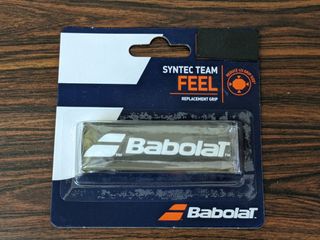 SYNTEC TEAM
FEEL
REPLACEMENT GRIP
BabolaT
BabolaT